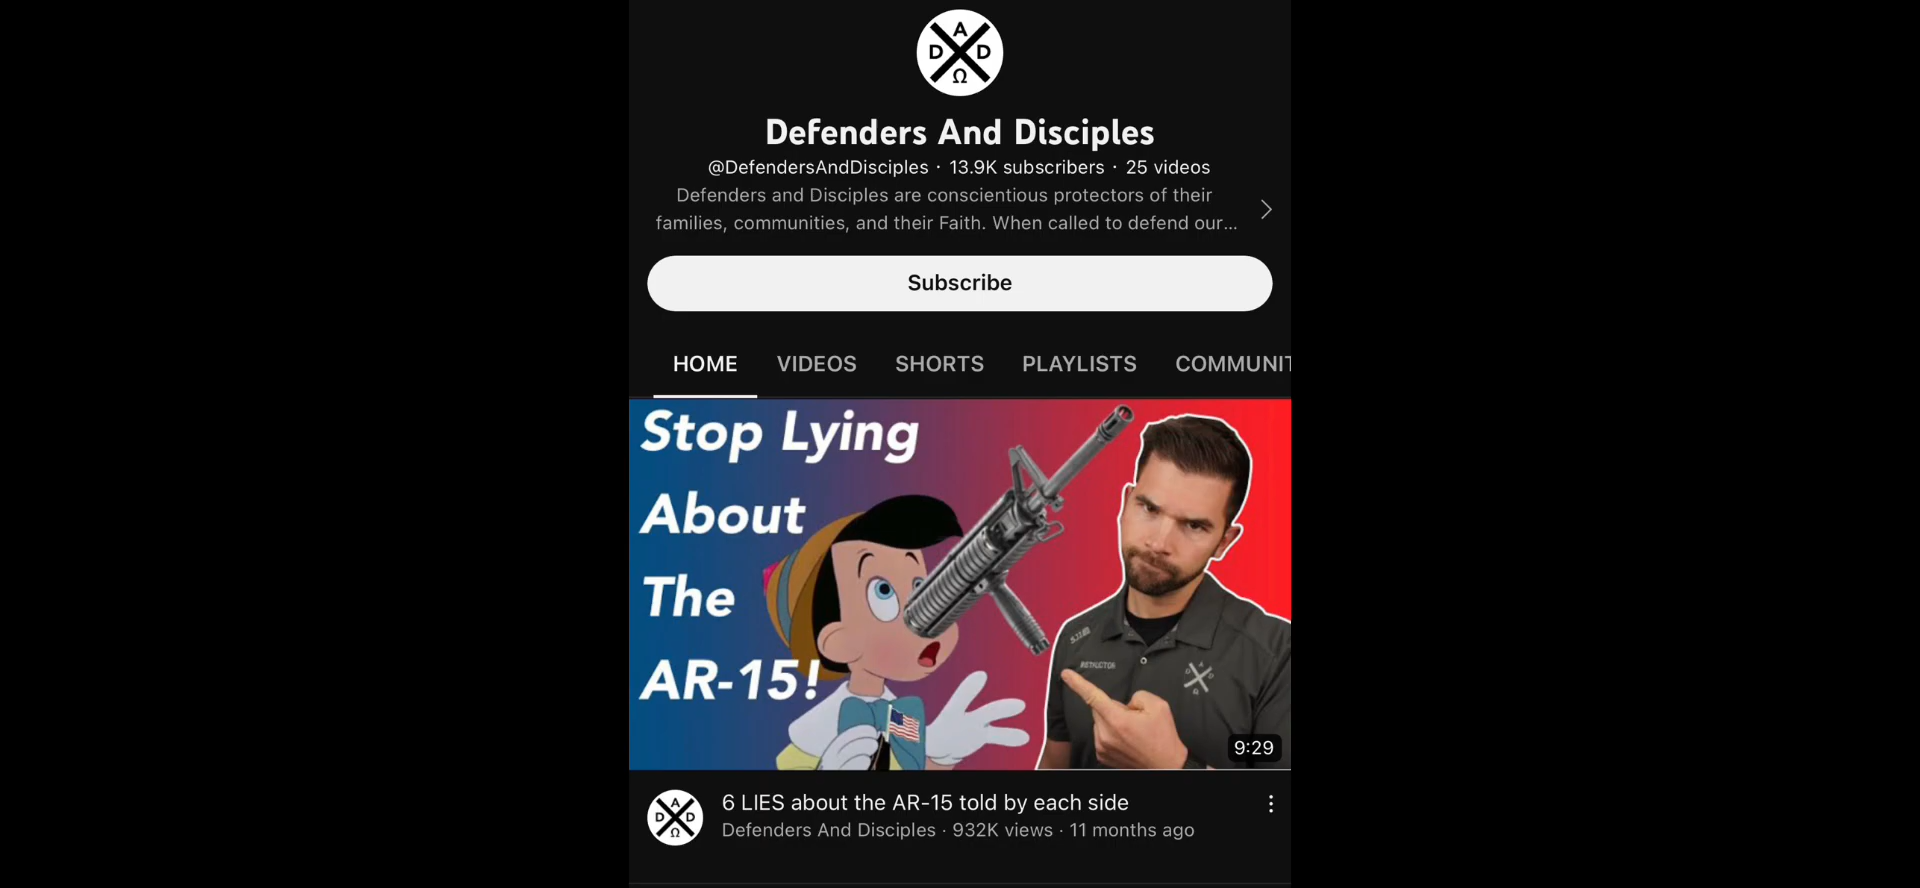 A
D D
Ω
Defenders And Disciples
@DefendersAndDisciples · 13.9K subscribers · 25 videos
Defenders and Disciples are conscientious protectors of their
families, communities, and their Faith. When called to defend our...
Subscribe
HOME VIDEOS SHORTS PLAYLISTS COMMUNIT
Stop Lying
About
The
AR-15!
5.11
9:29
A
D D
Ω
6 LIES about the AR-15 told by each side
Defenders And Disciples · 932K views · 11 months ago